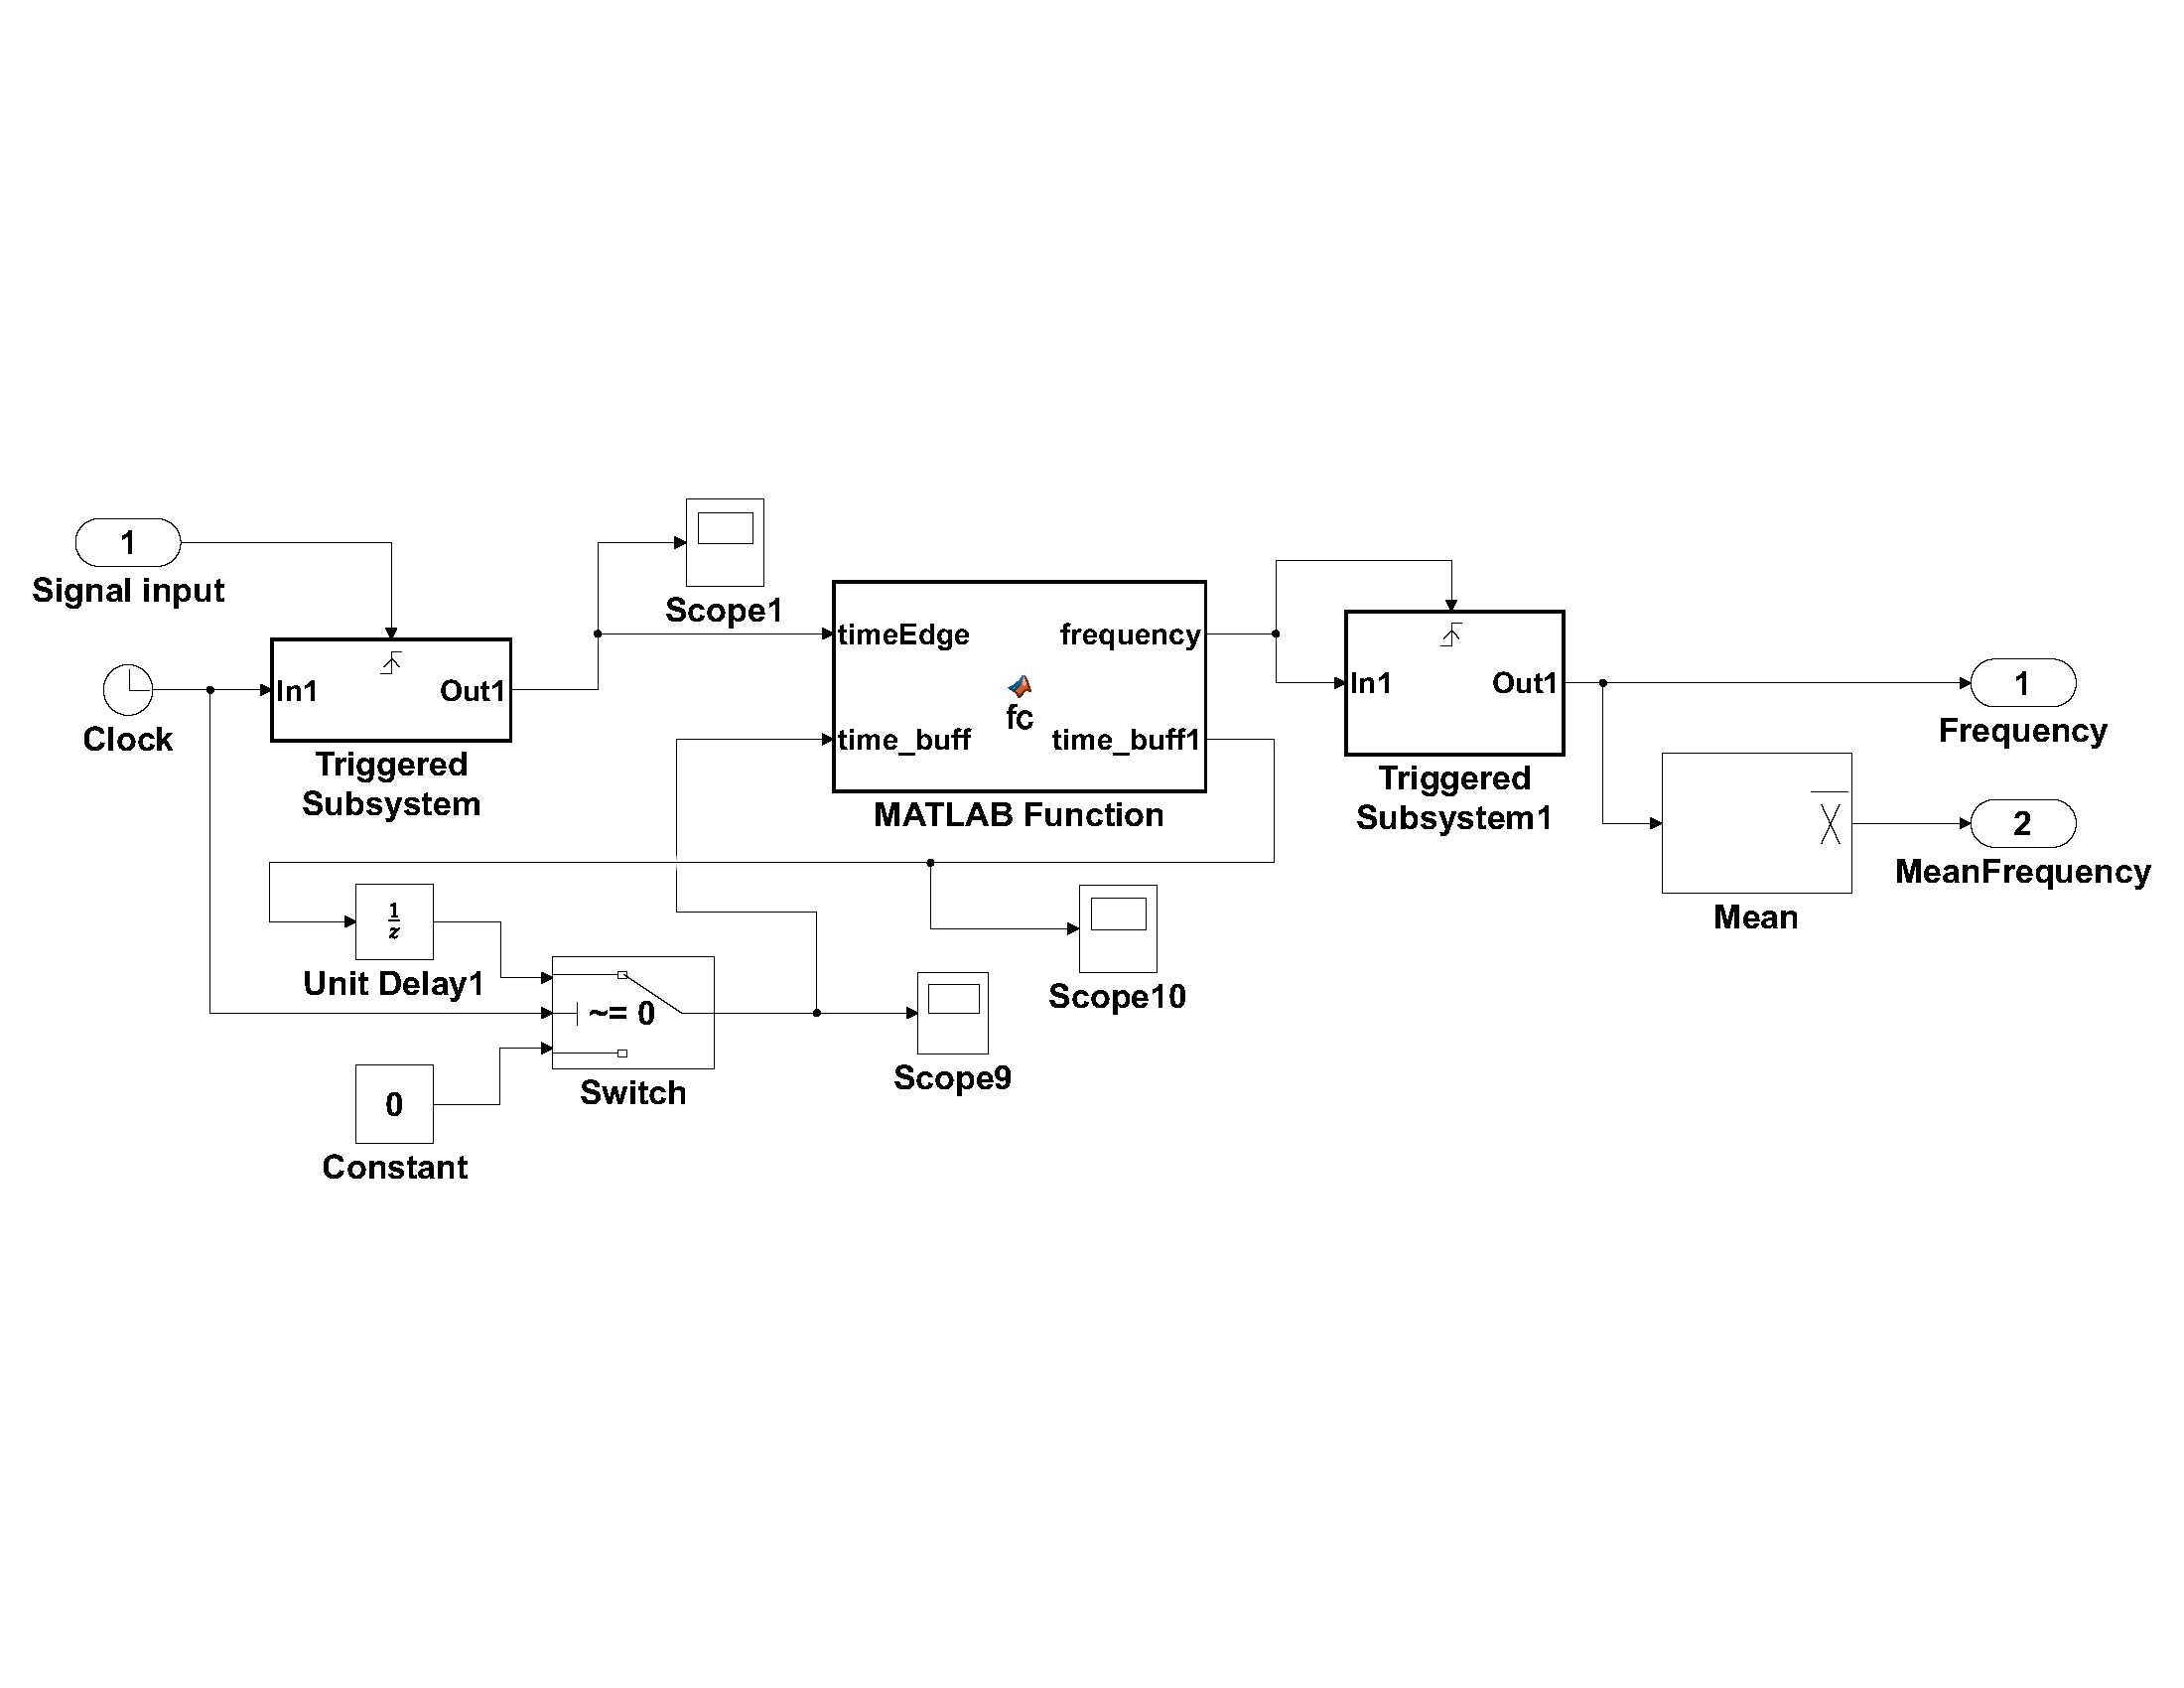 1
Signal input
Clock
In1
Out1
Triggered
Subsystem
Scope1
timeEdge
frequency
fc
time_buff
time_buff1
MATLAB Function
In1
Out1
Triggered
Subsystem1
1
Frequency
X
Mean
2
MeanFrequency
1
z
Unit Delay1
~= 0
Switch
0
Constant
Scope9
Scope10